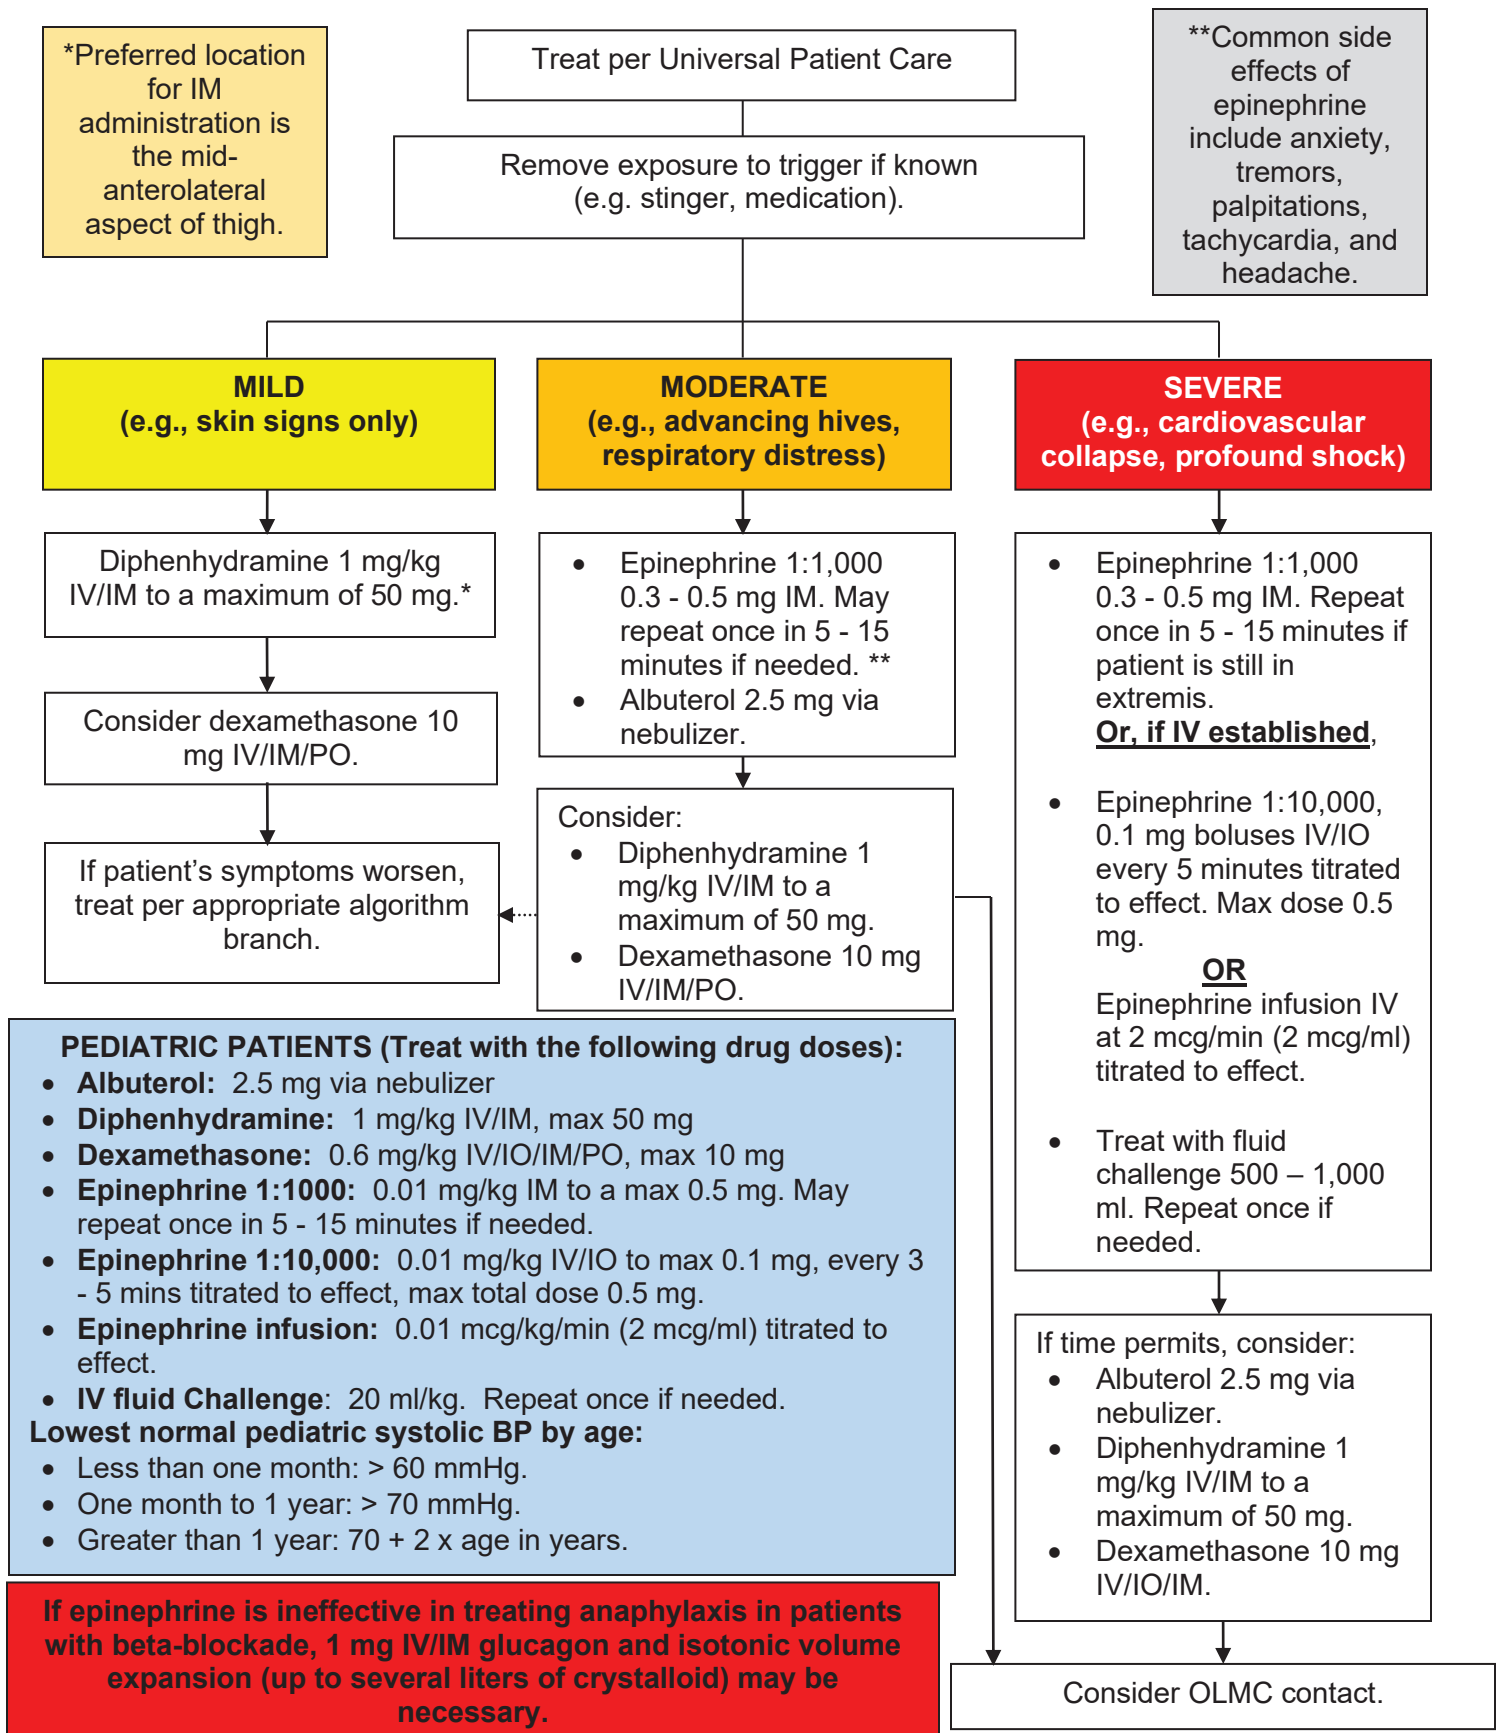 *Preferred location
for IM
administration is
the mid-
anterolateral
aspect of thigh.
Treat per Universal Patient Care
**Common side
effects of
epinephrine
include anxiety,
tremors,
palpitations,
tachycardia, and
headache.
Remove exposure to trigger if known
(e.g. stinger, medication).
MILD
(e.g., skin signs only)
Diphenhydramine 1 mg/kg
IV/IM to a maximum of 50 mg.*
Consider dexamethasone 10
mg IV/IM/PO.
If patient’s symptoms worsen,
treat per appropriate algorithm
branch.
MODERATE
(e.g., advancing hives,
respiratory distress)
• Epinephrine 1:1,000
0.3 - 0.5 mg IM. May
repeat once in 5 - 15
minutes if needed. **
• Albuterol 2.5 mg via
nebulizer.
Consider:
• Diphenhydramine 1
mg/kg IV/IM to a
maximum of 50 mg.
• Dexamethasone 10 mg
IV/IM/PO.
SEVERE
(e.g., cardiovascular
collapse, profound shock)
• Epinephrine 1:1,000
0.3 - 0.5 mg IM. Repeat
once in 5 - 15 minutes if
patient is still in
extremis.
Or, if IV established,
• Epinephrine 1:10,000,
0.1 mg boluses IV/IO
every 5 minutes titrated
to effect. Max dose 0.5
mg.
OR
Epinephrine infusion IV
at 2 mcg/min (2 mcg/ml)
titrated to effect.
• Treat with fluid
challenge 500 – 1,000
ml. Repeat once if
needed.
If time permits, consider:
• Albuterol 2.5 mg via
nebulizer.
• Diphenhydramine 1
mg/kg IV/IM to a
maximum of 50 mg.
• Dexamethasone 10 mg
IV/IO/IM.
Consider OLMC contact.
PEDIATRIC PATIENTS (Treat with the following drug doses):
• Albuterol: 2.5 mg via nebulizer
• Diphenhydramine: 1 mg/kg IV/IM, max 50 mg
• Dexamethasone: 0.6 mg/kg IV/IO/IM/PO, max 10 mg
• Epinephrine 1:1000: 0.01 mg/kg IM to a max 0.5 mg. May
repeat once in 5 - 15 minutes if needed.
• Epinephrine 1:10,000: 0.01 mg/kg IV/IO to max 0.1 mg, every 3
- 5 mins titrated to effect, max total dose 0.5 mg.
• Epinephrine infusion: 0.01 mcg/kg/min (2 mcg/ml) titrated to
effect.
• IV fluid Challenge: 20 ml/kg. Repeat once if needed.
Lowest normal pediatric systolic BP by age:
• Less than one month: > 60 mmHg.
• One month to 1 year: > 70 mmHg.
• Greater than 1 year: 70 + 2 x age in years.
If epinephrine is ineffective in treating anaphylaxis in patients
with beta-blockade, 1 mg IV/IM glucagon and isotonic volume
expansion (up to several liters of crystalloid) may be
necessary.